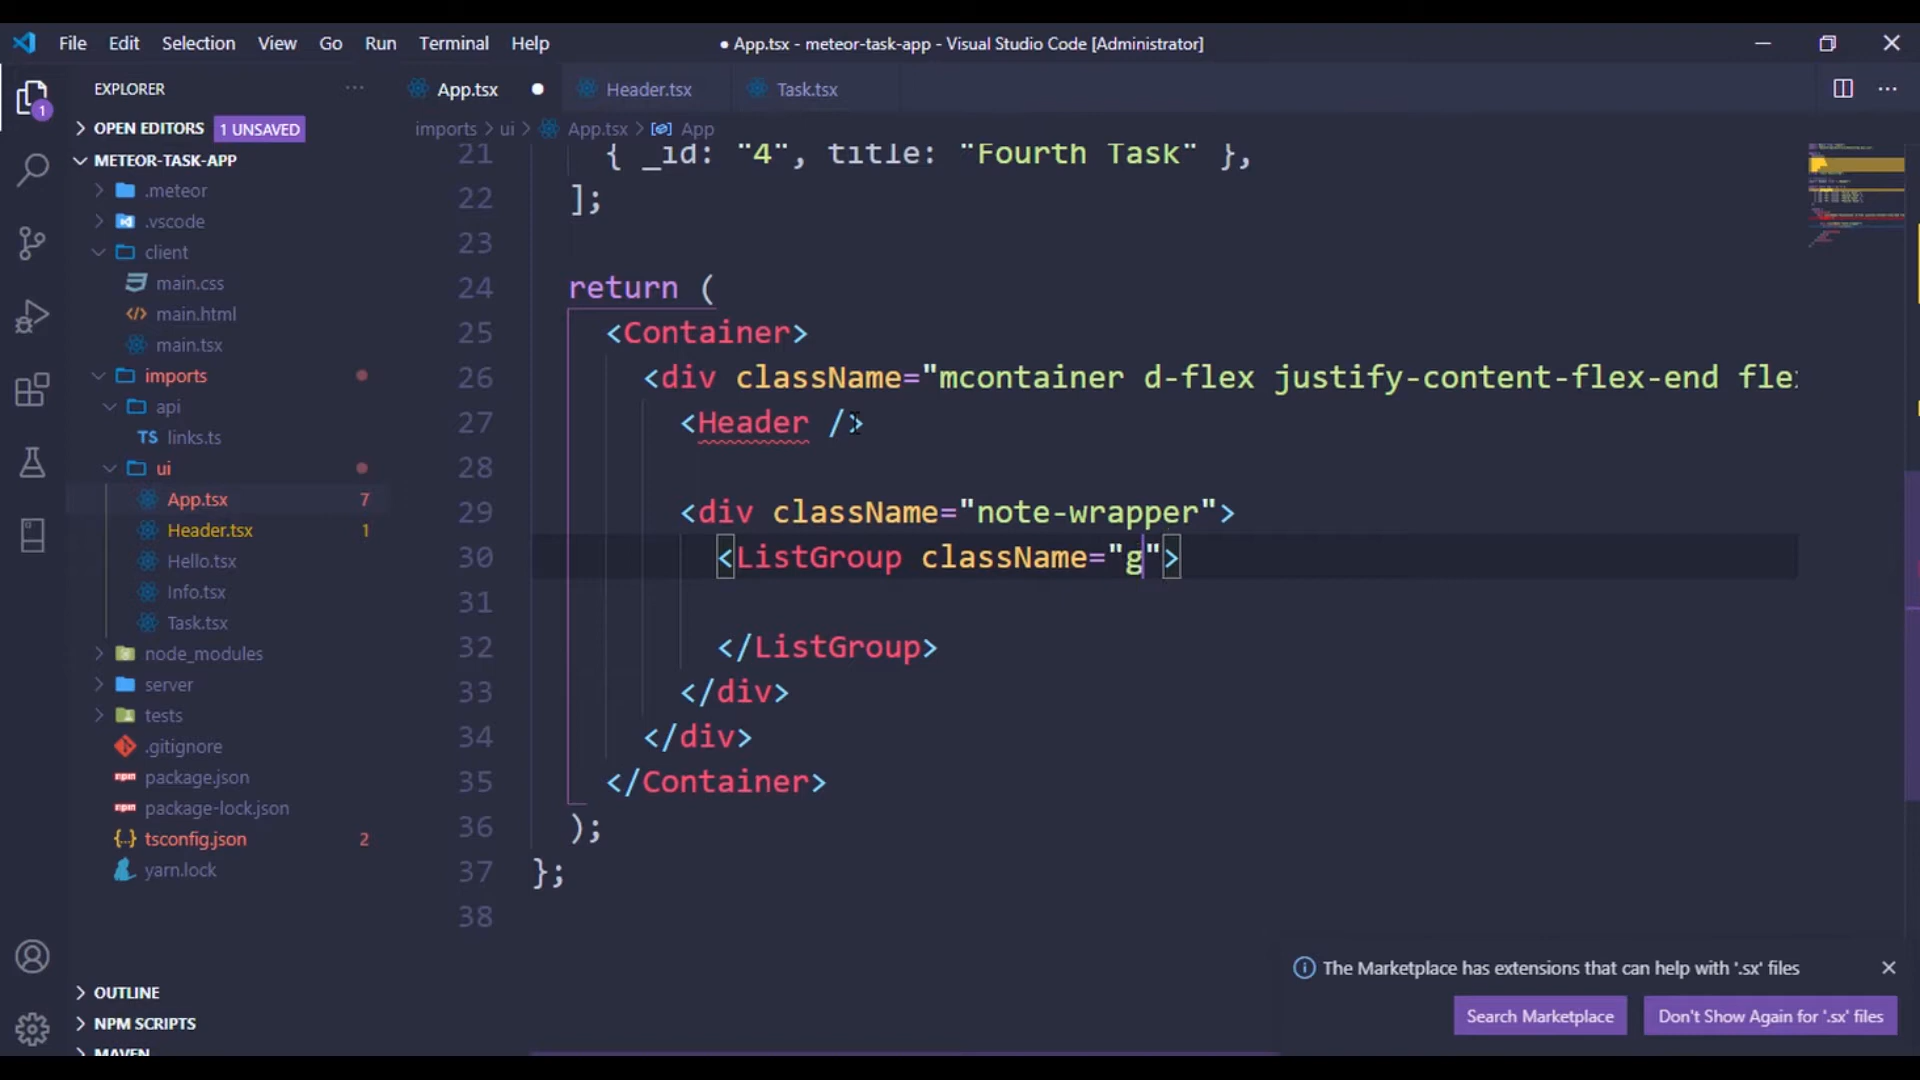 File Edit Selection View Go Run Terminal Help
● App.tsx - meteor-task-app - Visual Studio Code [Administrator]
EXPLORER
App.tsx Header.tsx Task.tsx
1
OPEN EDITORS 1 UNSAVED
METEOR-TASK-APP
.meteor
.vscode
client
main.css
main.html
main.tsx
imports
api
TS links.ts
ui
App.tsx 7
Header.tsx 1
Hello.tsx
Info.tsx
Task.tsx
node_modules
server
tests
.gitignore
package.json
package-lock.json
tsconfig.json 2
yarn.lock
OUTLINE
NPM SCRIPTS
MAVEN
imports > ui > App.tsx > App
21 { _id: "4", title: "Fourth Task" },
22 ];
23
24 return (
25 <Container>
26 <div className="mcontainer d-flex justify-content-flex-end flex
27 <Header />
28
29 <div className="note-wrapper">
30 <ListGroup className="g">
31
32 </ListGroup>
33 </div>
34 </div>
35 </Container>
36 );
37 };
38
The Marketplace has extensions that can help with '.sx' files
Search Marketplace Don't Show Again for '.sx' files